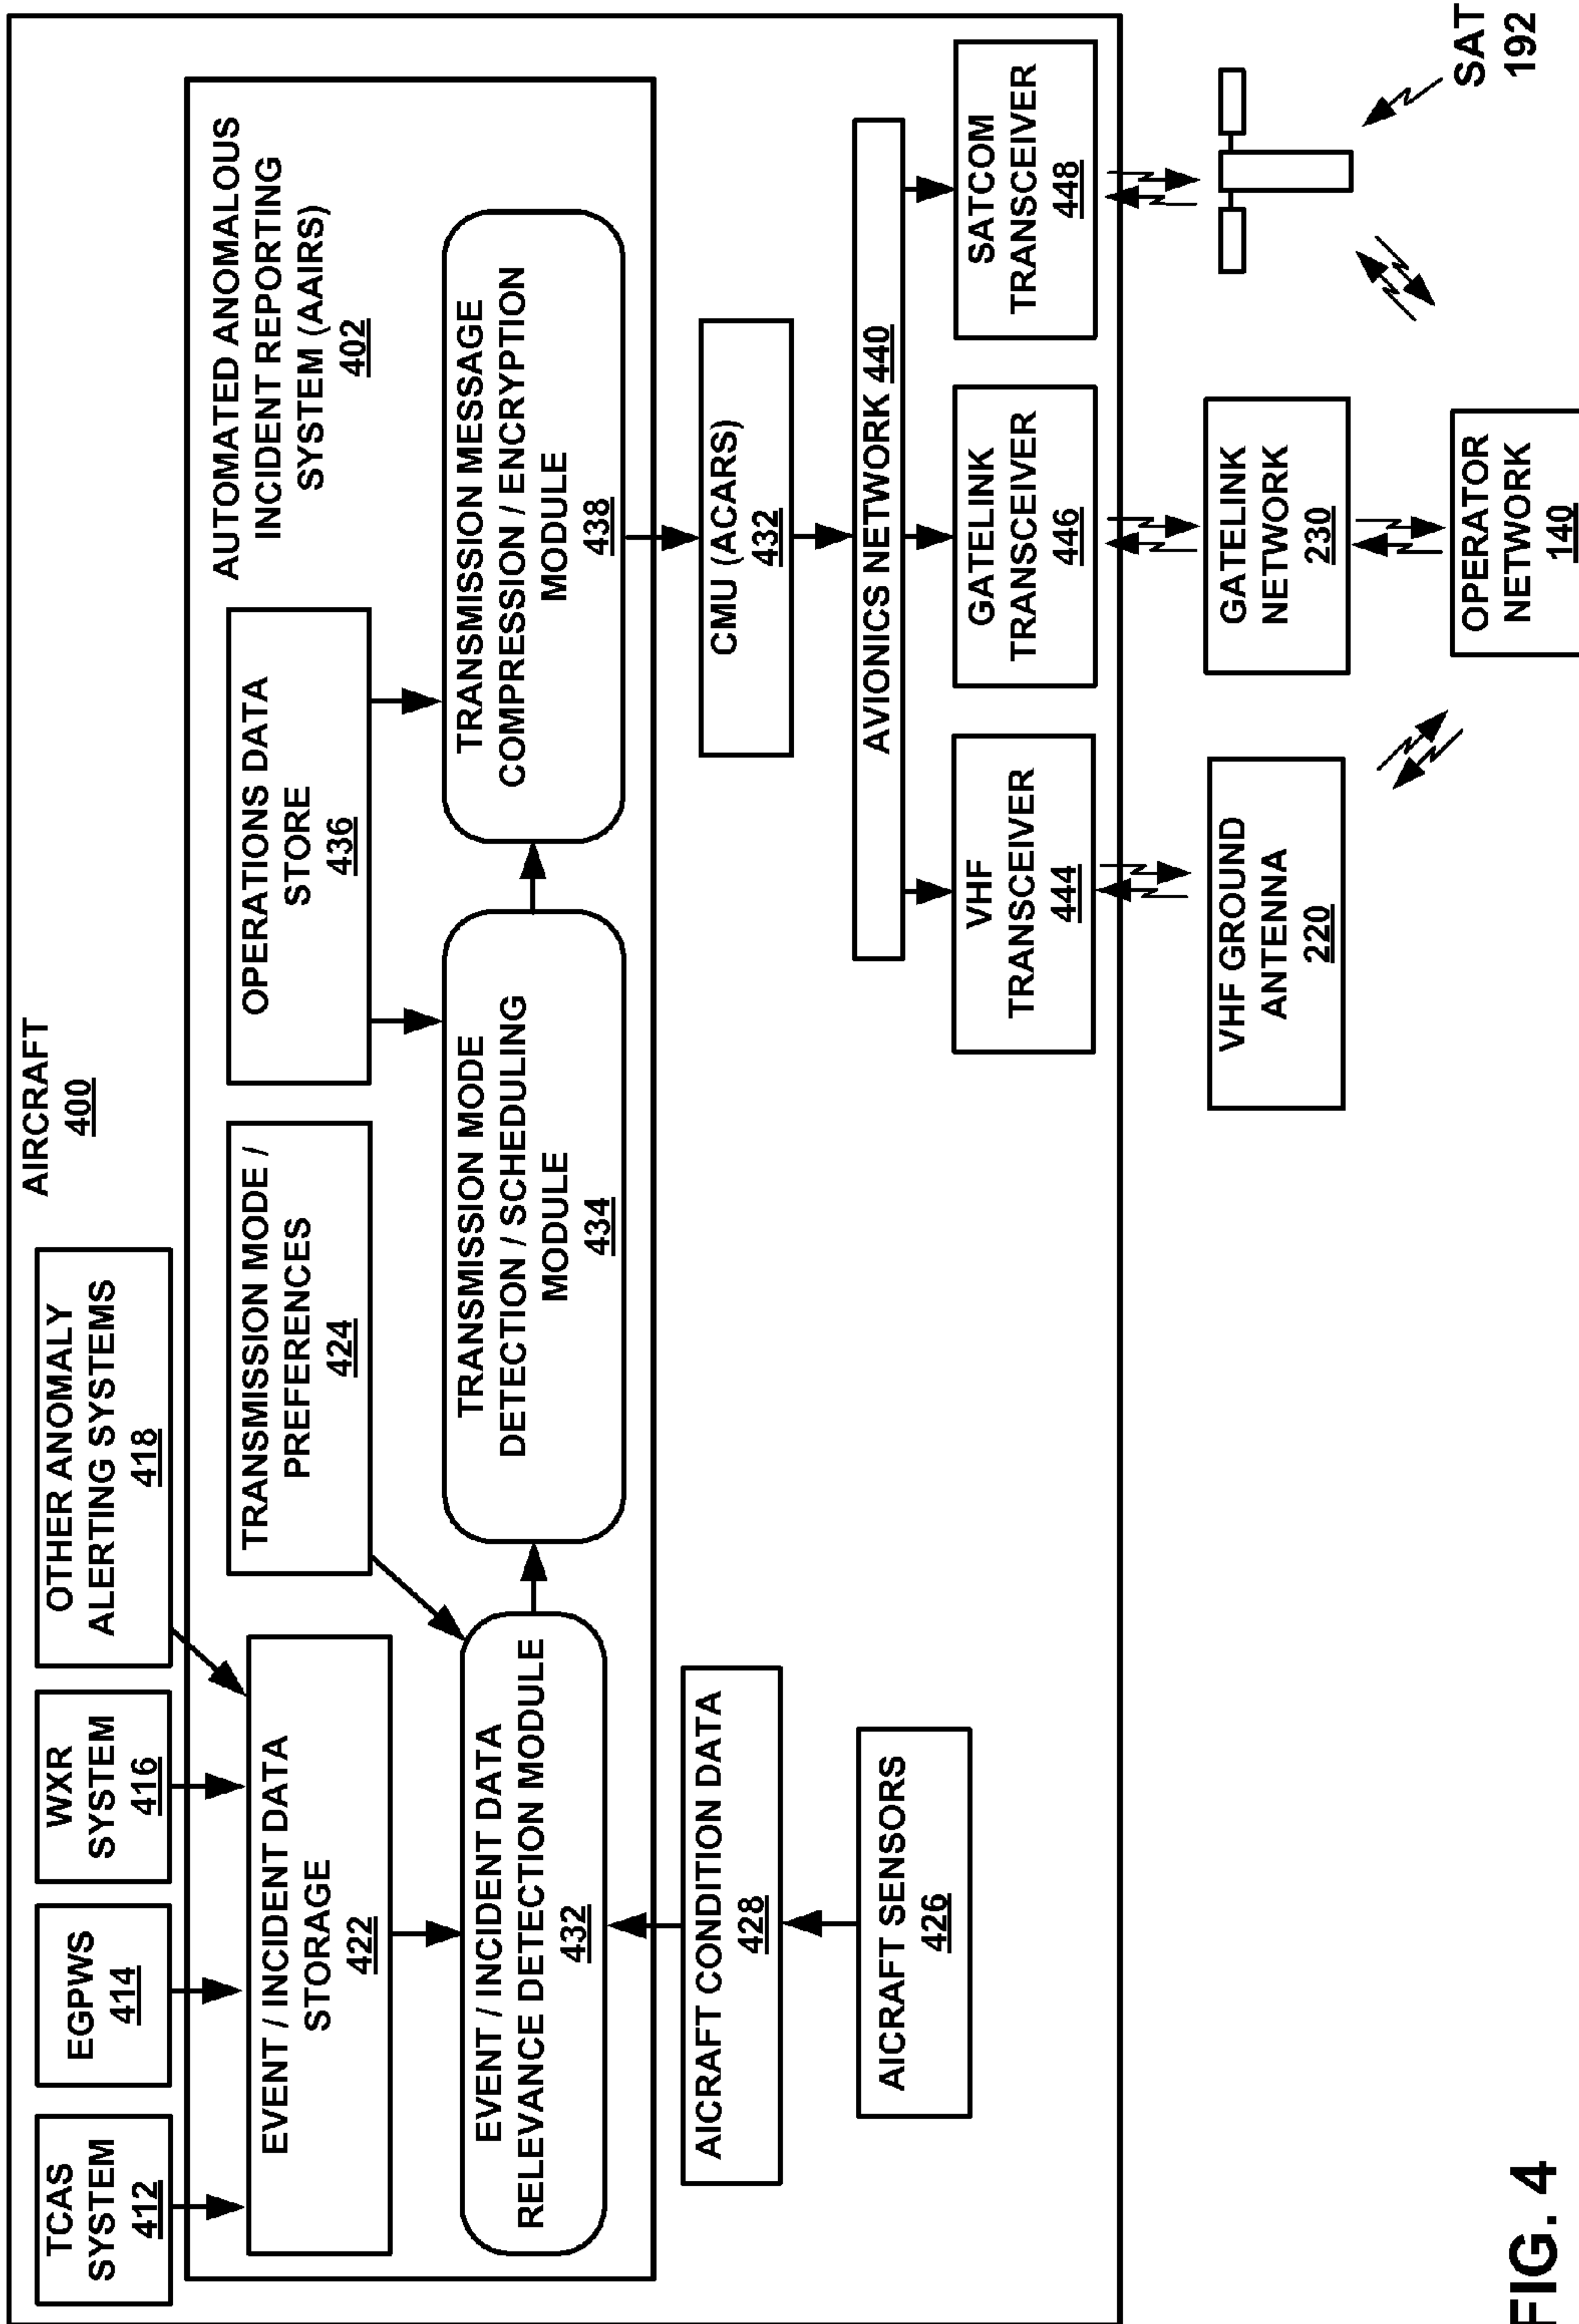 AIRCRAFT
400
TCAS
SYSTEM
412
EGPWS
414
WXR
SYSTEM
416
OTHER ANOMALY
ALERTING SYSTEMS
418
AUTOMATED ANOMALOUS
INCIDENT REPORTING
SYSTEM (AAIRS)
402
EVENT / INCIDENT DATA
STORAGE
422
TRANSMISSION MODE /
PREFERENCES
424
OPERATIONS DATA
STORE
436
EVENT / INCIDENT DATA
RELEVANCE DETECTION MODULE
432
TRANSMISSION MODE
DETECTION / SCHEDULING
MODULE
434
TRANSMISSION MESSAGE
COMPRESSION / ENCRYPTION
MODULE
438
AICRAFT CONDITION DATA
428
AICRAFT SENSORS
426
CMU (ACARS)
432
AVIONICS NETWORK 440
VHF
TRANSCEIVER
444
GATELINK
TRANSCEIVER
446
SATCOM
TRANSCEIVER
448
VHF GROUND
ANTENNA
220
GATELINK
NETWORK
230
SAT
192
OPERATOR
NETWORK
140
FIG. 4